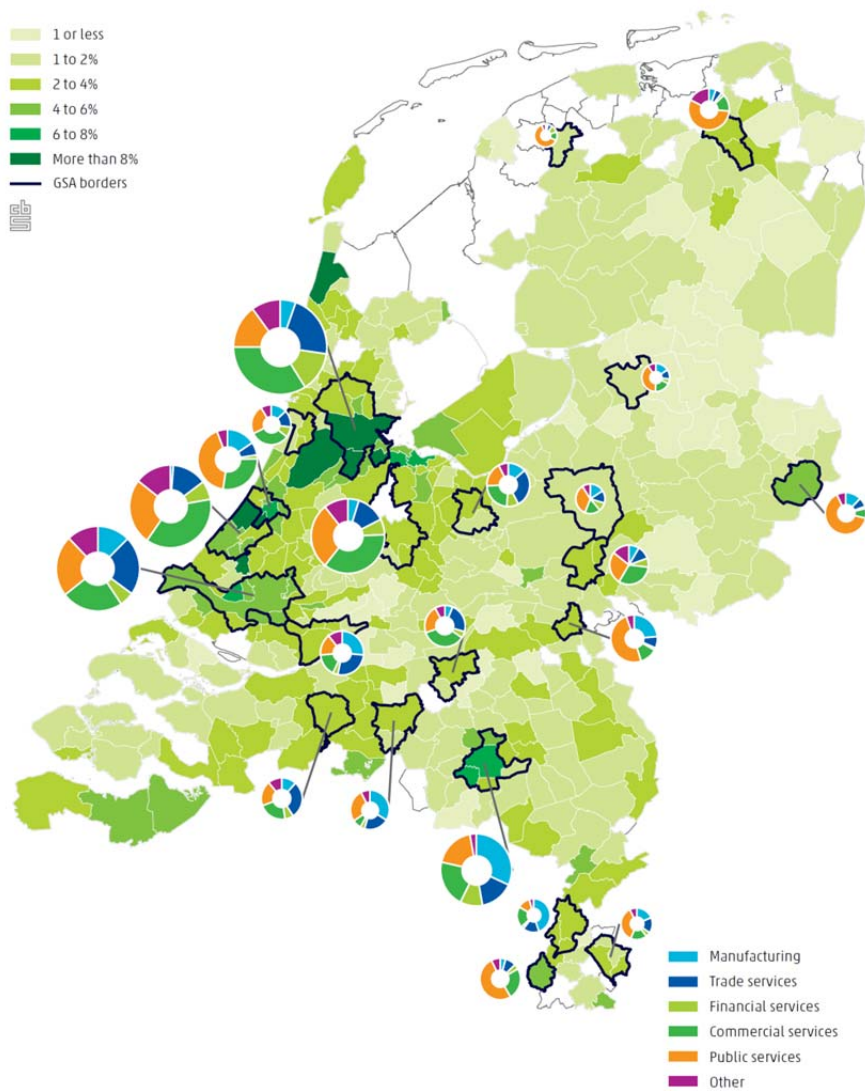 1 or less
1 to 2%
2 to 4%
4 to 6%
6 to 8%
More than 8%
GSA borders
Manufacturing
Trade services
Financial services
Commercial services
Public services
Other